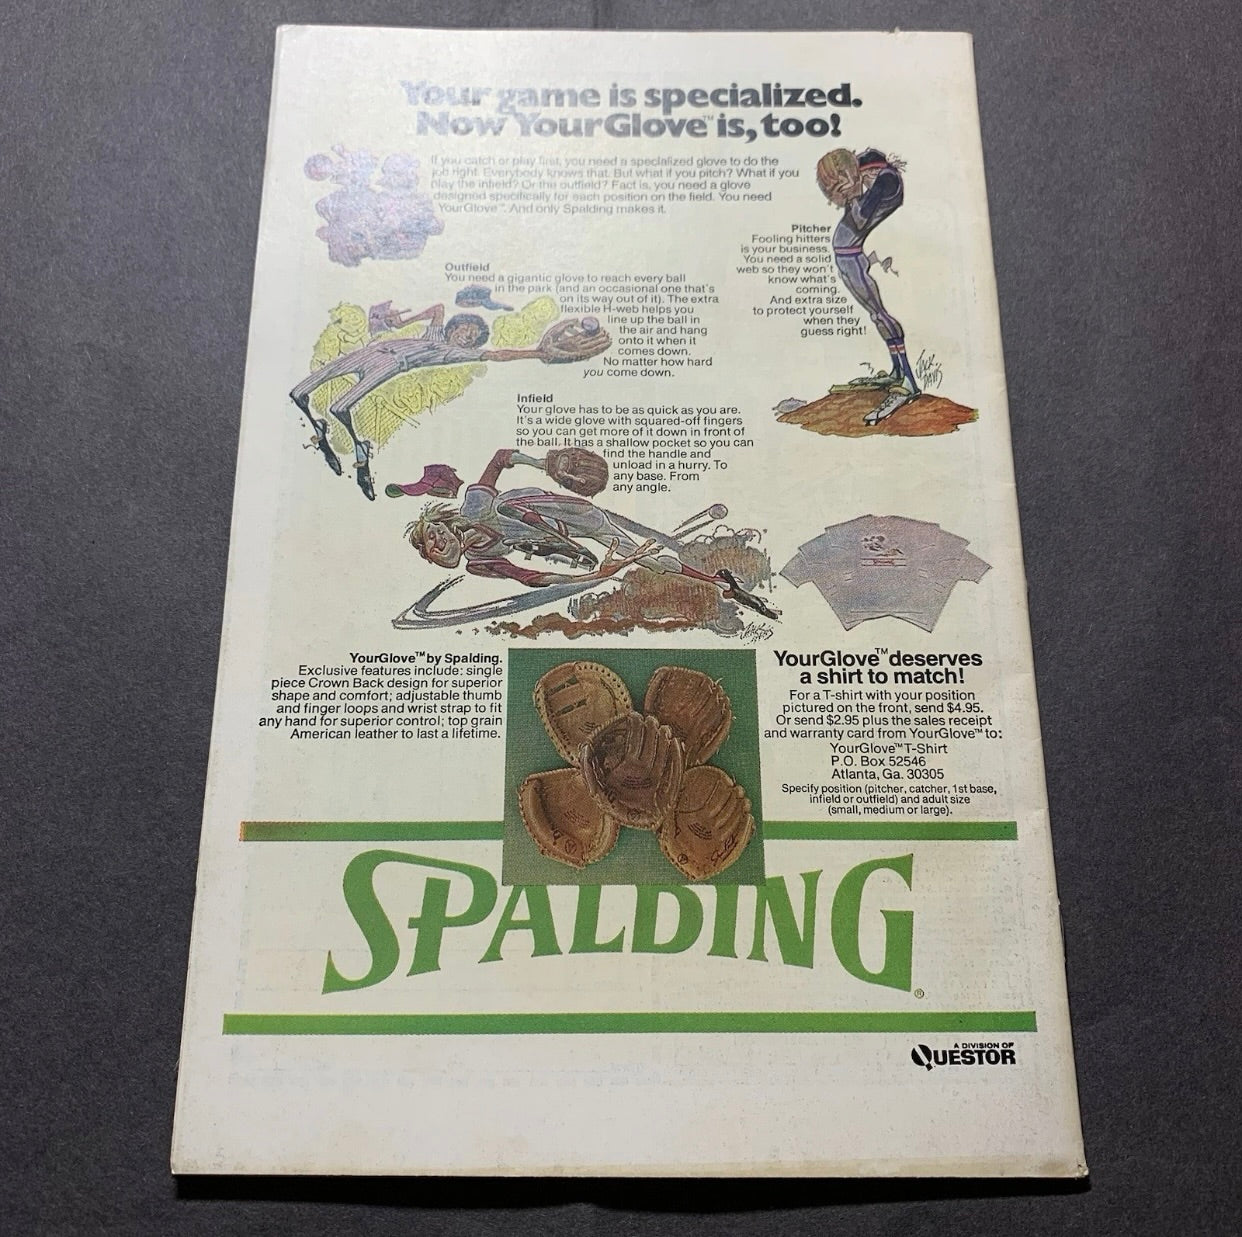 Your game is specialized.
Now YourGlove™ is, too!
If you catch or play first, you need a specialized glove to do the
job right. Everybody knows that. But what if you pitch? What if you
play the infield? Or the outfield? Fact is, you need a glove
designed specifically for each position on the field. You need
YourGlove™. And only Spalding makes it.
Pitcher
Fooling hitters
is your business.
You need a solid
web so they won't
know what's
coming.
And extra size
to protect yourself
when they
guess right!
JACK
DAVIS
Outfield
You need a gigantic glove to reach every ball
in the park (and an occasional one that's
on its way out of it). The extra
flexible H-web helps you
line up the ball in
the air and hang
onto it when it
comes down.
No matter how hard
you come down.
Infield
Your glove has to be as quick as you are.
It's a wide glove with squared-off fingers
so you can get more of it down in front of
the ball. It has a shallow pocket so you can
find the handle and
unload in a hurry. To
any base. From
any angle.
JACK DAVIS
YourGlove™ by Spalding.
Exclusive features include: single
piece Crown Back design for superior
shape and comfort; adjustable thumb
and finger loops and wrist strap to fit
any hand for superior control; top grain
American leather to last a lifetime.
YourGlove™ deserves
a shirt to match!
For a T-shirt with your position
pictured on the front, send $4.95.
Or send $2.95 plus the sales receipt
and warranty card from YourGlove™ to:
YourGlove™ T-Shirt
P.O. Box 52546
Atlanta, Ga. 30305
Specify position (pitcher, catcher, 1st base,
infield or outfield) and adult size
(small, medium or large).
SPALDING®
A DIVISION OF
QUESTOR